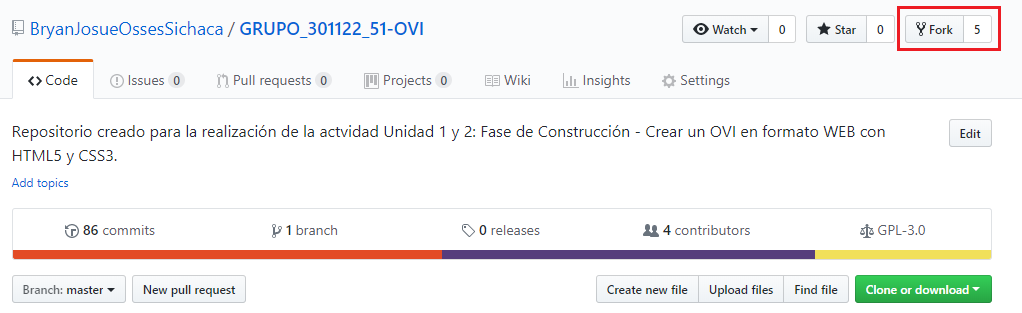 BryanJosueOssesSichaca / GRUPO_301122_51-OVI
Watch 0 Star 0 Fork 5
Code Issues 0 Pull requests 0 Projects 0 Wiki Insights Settings
Repositorio creado para la realización de la actvidad Unidad 1 y 2: Fase de Construcción - Crear un OVI en formato WEB con
HTML5 y CSS3.
Edit
Add topics
86 commits 1 branch 0 releases 4 contributors GPL-3.0
Branch: master New pull request Create new file Upload files Find file Clone or download